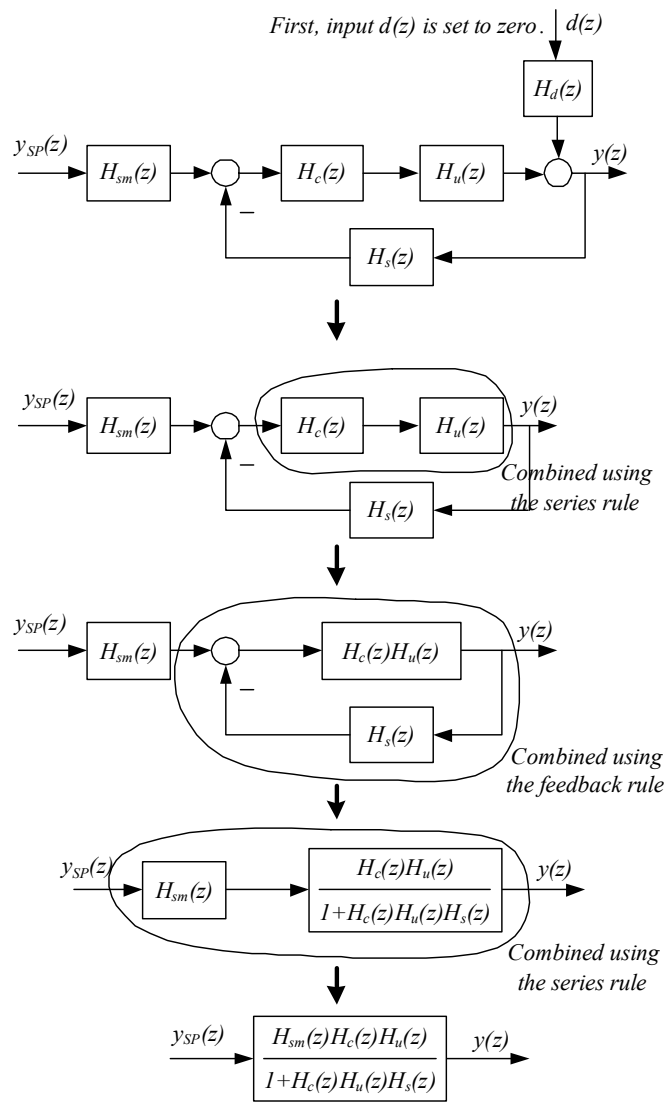 First, input d(z) is set to zero. d(z)
H_d(z)
y_SP(z) H_sm(z) H_c(z) H_u(z) y(z)
–
H_s(z)
y_SP(z) H_sm(z) H_c(z) H_u(z) y(z)
–
Combined using
the series rule
H_s(z)
y_SP(z) H_sm(z) H_c(z)H_u(z) y(z)
–
H_s(z)
Combined using
the feedback rule
y_SP(z) H_sm(z) H_c(z)H_u(z) y(z)
1+H_c(z)H_u(z)H_s(z)
Combined using
the series rule
y_SP(z) H_sm(z)H_c(z)H_u(z) y(z)
1+H_c(z)H_u(z)H_s(z)